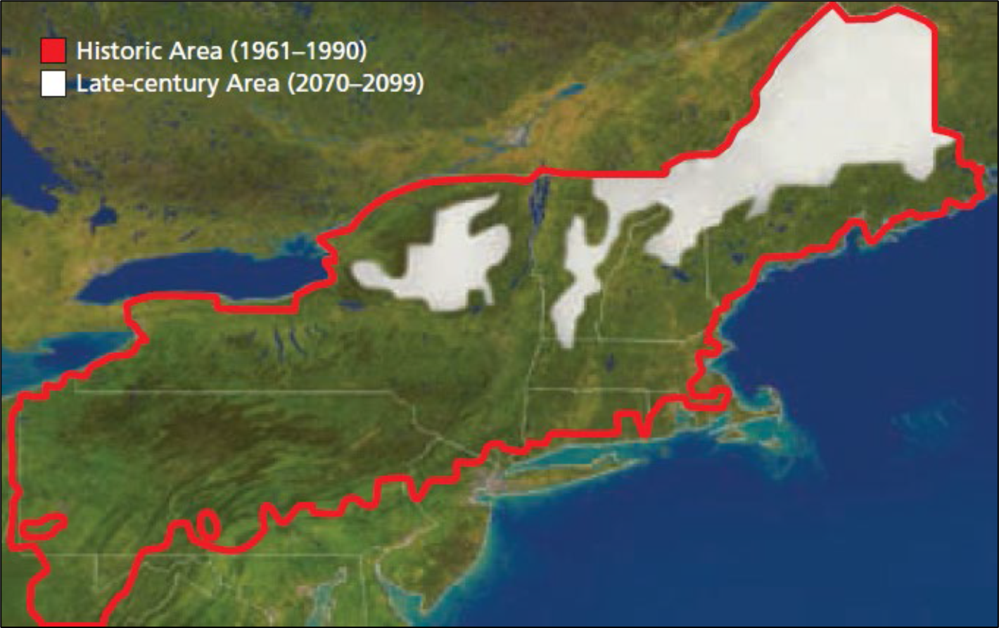 Historic Area (1961–1990)
Late-century Area (2070–2099)